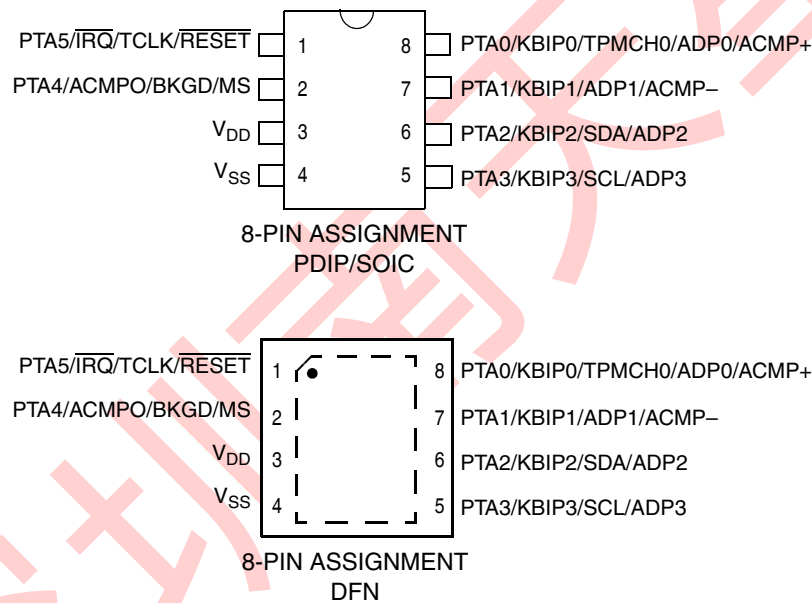 PTA5/IRQ/TCLK/RESET 1 8 PTA0/KBIP0/TPMCH0/ADP0/ACMP+
PTA4/ACMPO/BKGD/MS 2 7 PTA1/KBIP1/ADP1/ACMP–
VDD 3 6 PTA2/KBIP2/SDA/ADP2
VSS 4 5 PTA3/KBIP3/SCL/ADP3
8-PIN ASSIGNMENT
PDIP/SOIC
PTA5/IRQ/TCLK/RESET 1 8 PTA0/KBIP0/TPMCH0/ADP0/ACMP+
PTA4/ACMPO/BKGD/MS 2 7 PTA1/KBIP1/ADP1/ACMP–
VDD 3 6 PTA2/KBIP2/SDA/ADP2
VSS 4 5 PTA3/KBIP3/SCL/ADP3
8-PIN ASSIGNMENT
DFN
圳南天